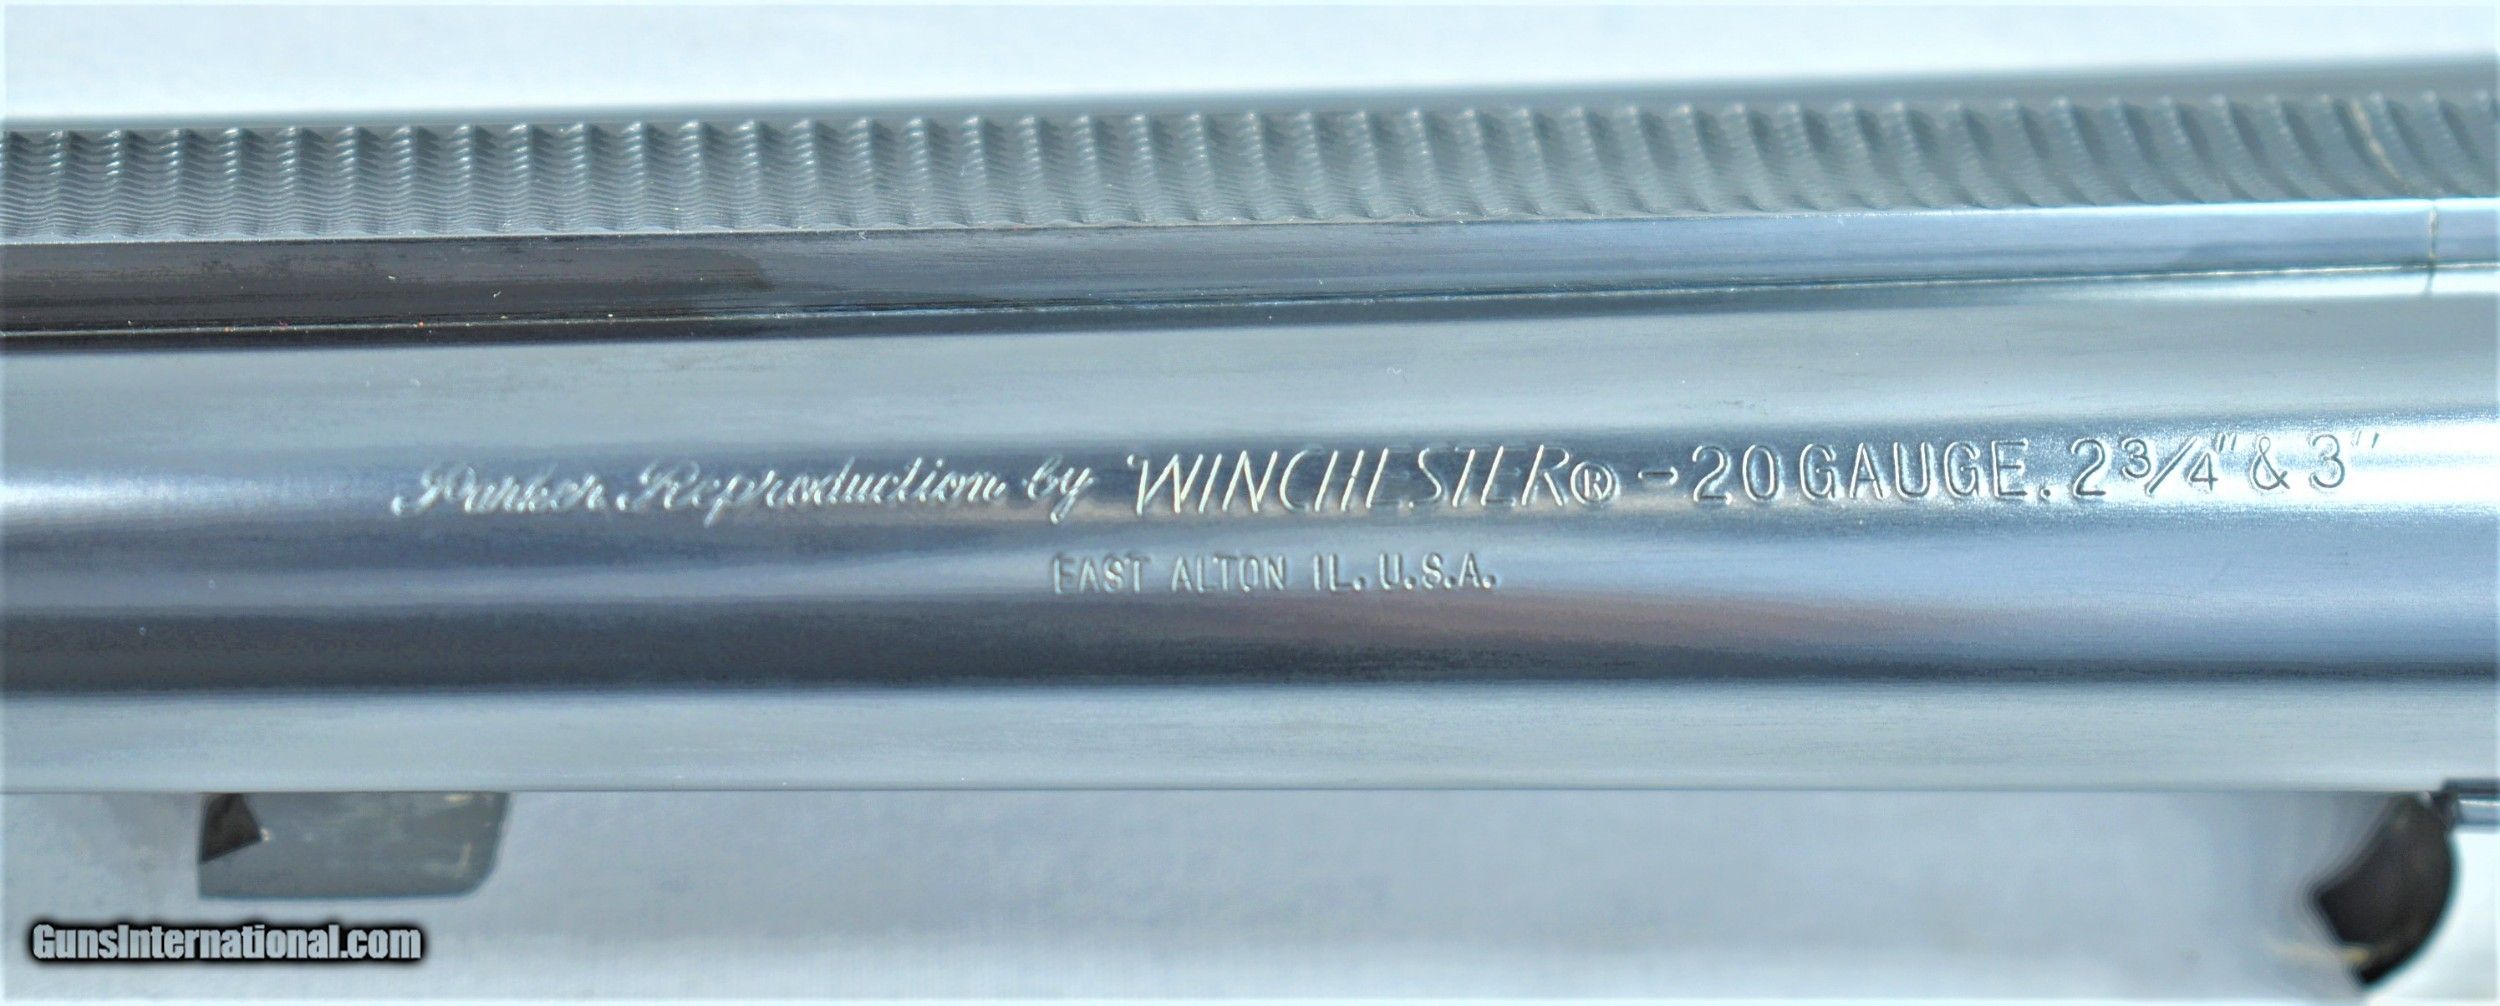 Parker Reproduction by WINCHESTER® - 20 GAUGE. 2 3/4" & 3"
EAST ALTON IL. U.S.A.
GunsInternational.com